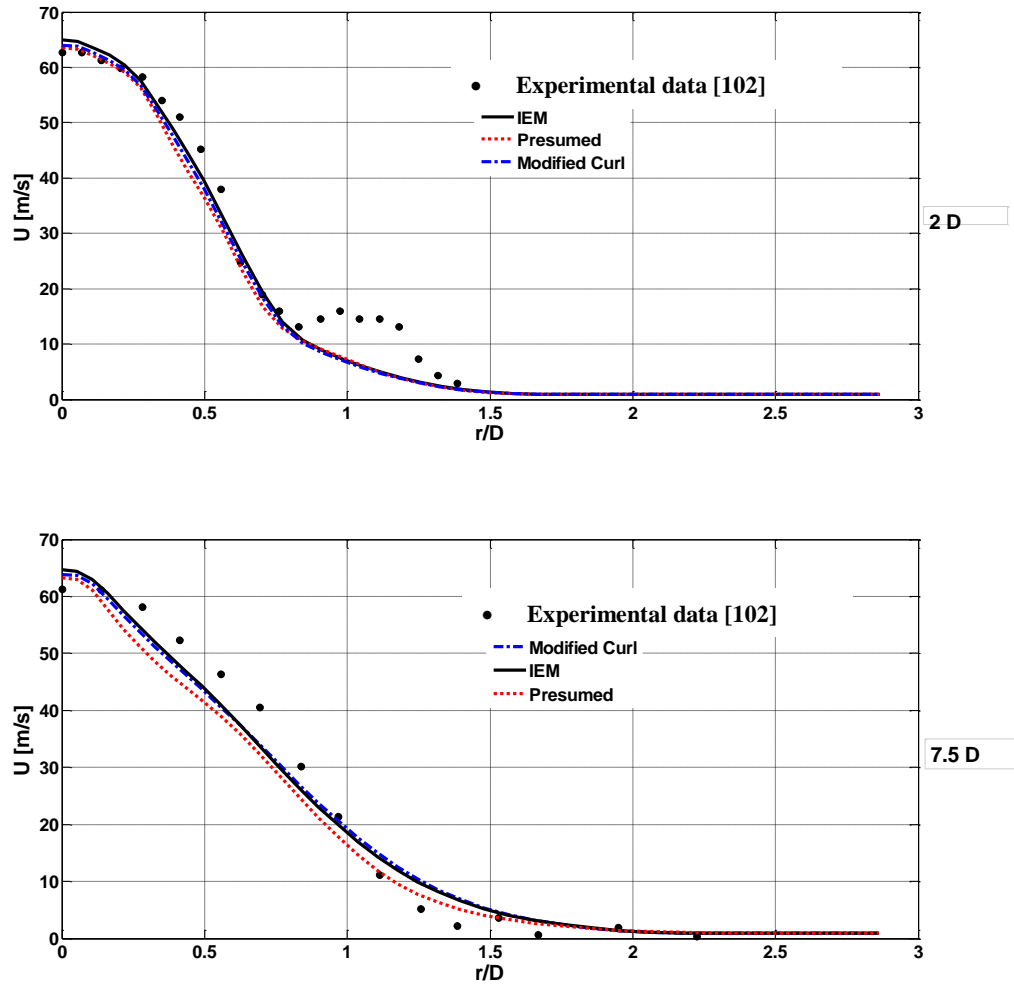 70
60
50
40
30
20
10
0
U [m/s]
Experimental data [102]
IEM
Presumed
Modified Curl
0 0.5 1 1.5 2 2.5 3
r/D
2 D
70
60
50
40
30
20
10
0
U [m/s]
Experimental data [102]
Modified Curl
IEM
Presumed
0 0.5 1 1.5 2 2.5 3
r/D
7.5 D